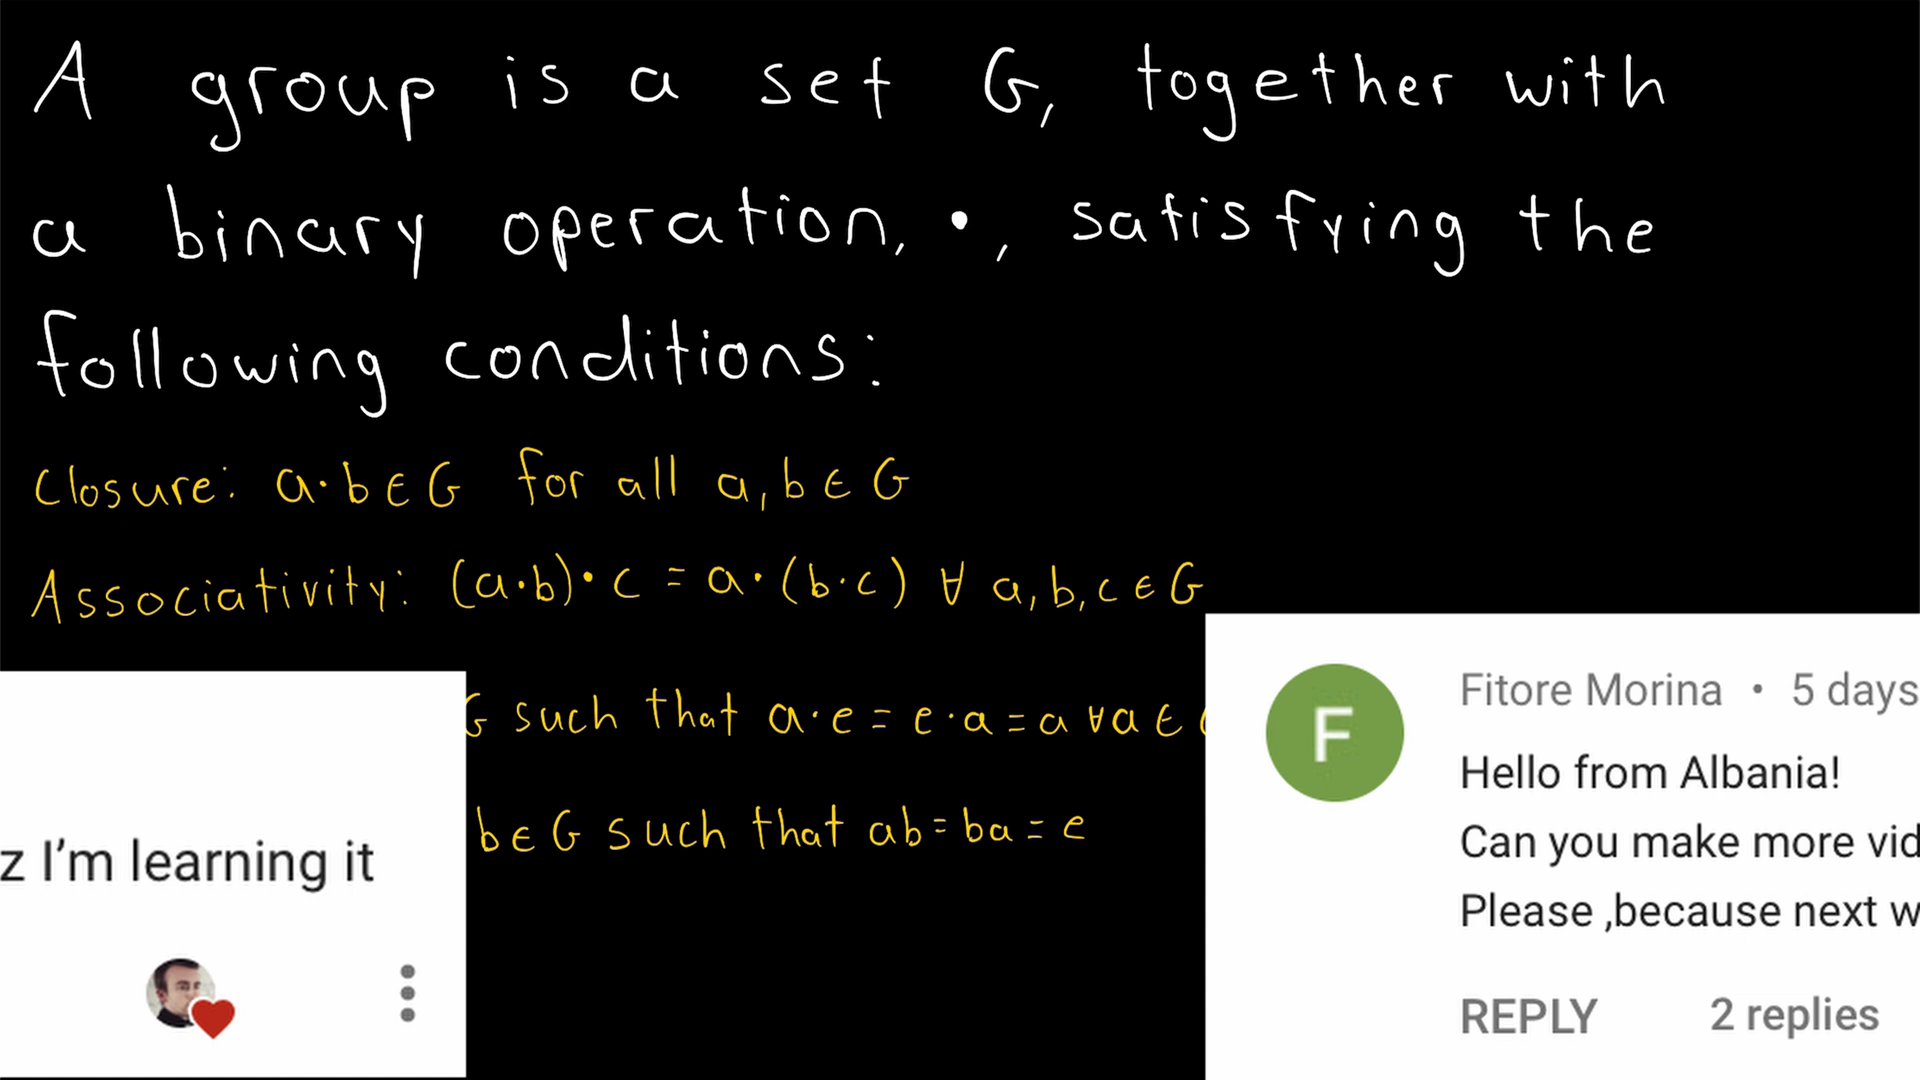 A group is a set G, together with
a binary operation, •, satisfying the
following conditions:
Closure: a·b∈G for all a,b∈G
Associativity: (a·b)·c = a·(b·c) ∀ a,b,c∈G
G such that a·e = e·a = a ∀a∈
b∈G such that ab=ba=e
z I'm learning it
F
Fitore Morina • 5 days
Hello from Albania!
Can you make more vid
Please ,because next w
REPLY 2 replies